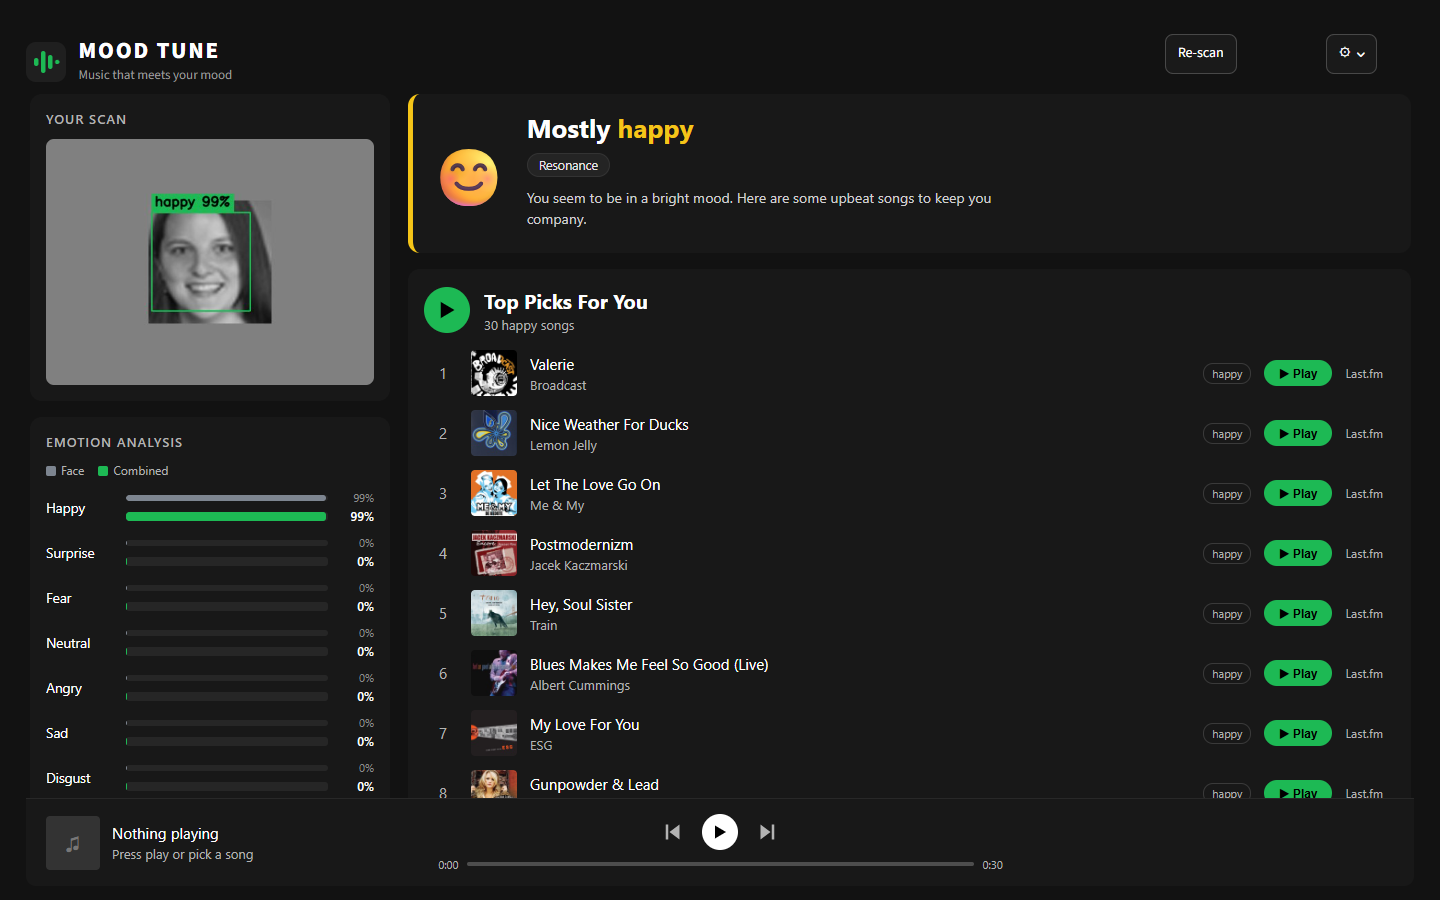 MOOD TUNE
Music that meets your mood
Re-scan
YOUR SCAN
happy 99%
Mostly happy
Resonance
You seem to be in a bright mood. Here are some upbeat songs to keep you
company.
Top Picks For You
30 happy songs
1
Valerie
Broadcast
happy
Play
Last.fm
2
Nice Weather For Ducks
Lemon Jelly
happy
Play
Last.fm
3
Let The Love Go On
Me & My
happy
Play
Last.fm
4
Postmodernizm
Jacek Kaczmarski
happy
Play
Last.fm
5
Hey, Soul Sister
Train
happy
Play
Last.fm
6
Blues Makes Me Feel So Good (Live)
Albert Cummings
happy
Play
Last.fm
7
My Love For You
ESG
happy
Play
Last.fm
8
Gunpowder & Lead
happy
Play
Last.fm
EMOTION ANALYSIS
Face
Combined
Happy
99%
99%
Surprise
0%
0%
Fear
0%
0%
Neutral
0%
0%
Angry
0%
0%
Sad
0%
0%
Disgust
0%
0%
Nothing playing
Press play or pick a song
0:00
0:30